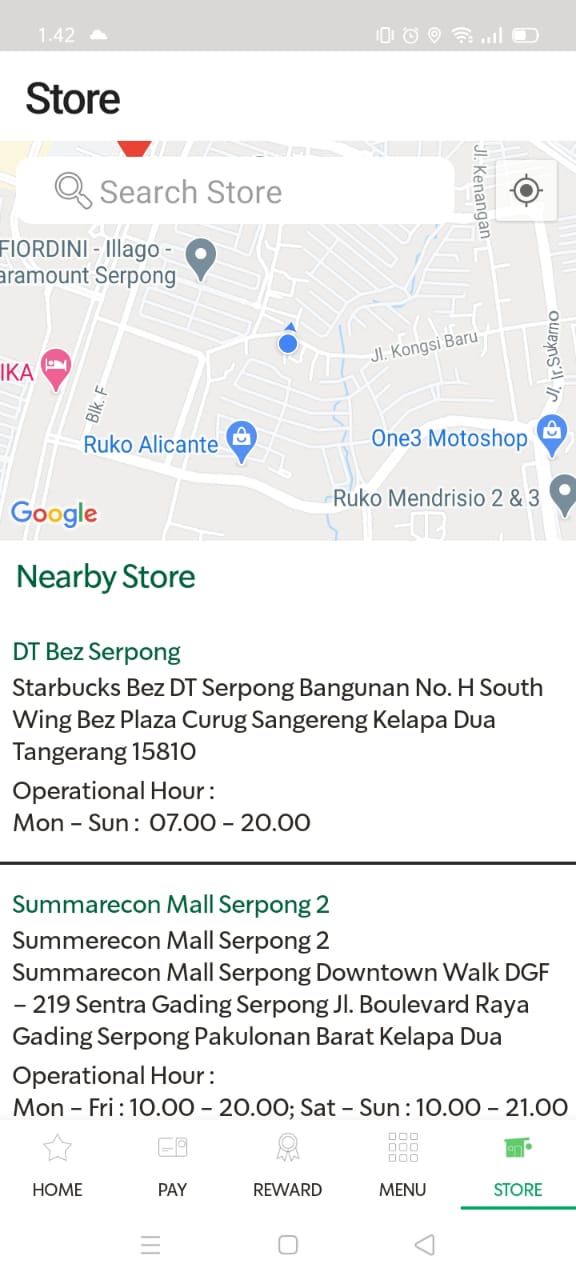 1.42
Store
Jl. Kenangan
Search Store
FIORDINI - Illago -
aramount Serpong
Jl. Kongsi Baru
Jl. Ir. Sukarno
IKA
Blk. F
Ruko Alicante
One3 Motoshop
Ruko Mendrisio 2 & 3
Google
Nearby Store
DT Bez Serpong
Starbucks Bez DT Serpong Bangunan No. H South
Wing Bez Plaza Curug Sangereng Kelapa Dua
Tangerang 15810
Operational Hour :
Mon – Sun : 07.00 – 20.00
Summarecon Mall Serpong 2
Summerecon Mall Serpong 2
Summarecon Mall Serpong Downtown Walk DGF
– 219 Sentra Gading Serpong Jl. Boulevard Raya
Gading Serpong Pakulonan Barat Kelapa Dua
Operational Hour :
Mon – Fri : 10.00 – 20.00; Sat – Sun : 10.00 – 21.00
HOME
PAY
REWARD
MENU
STORE